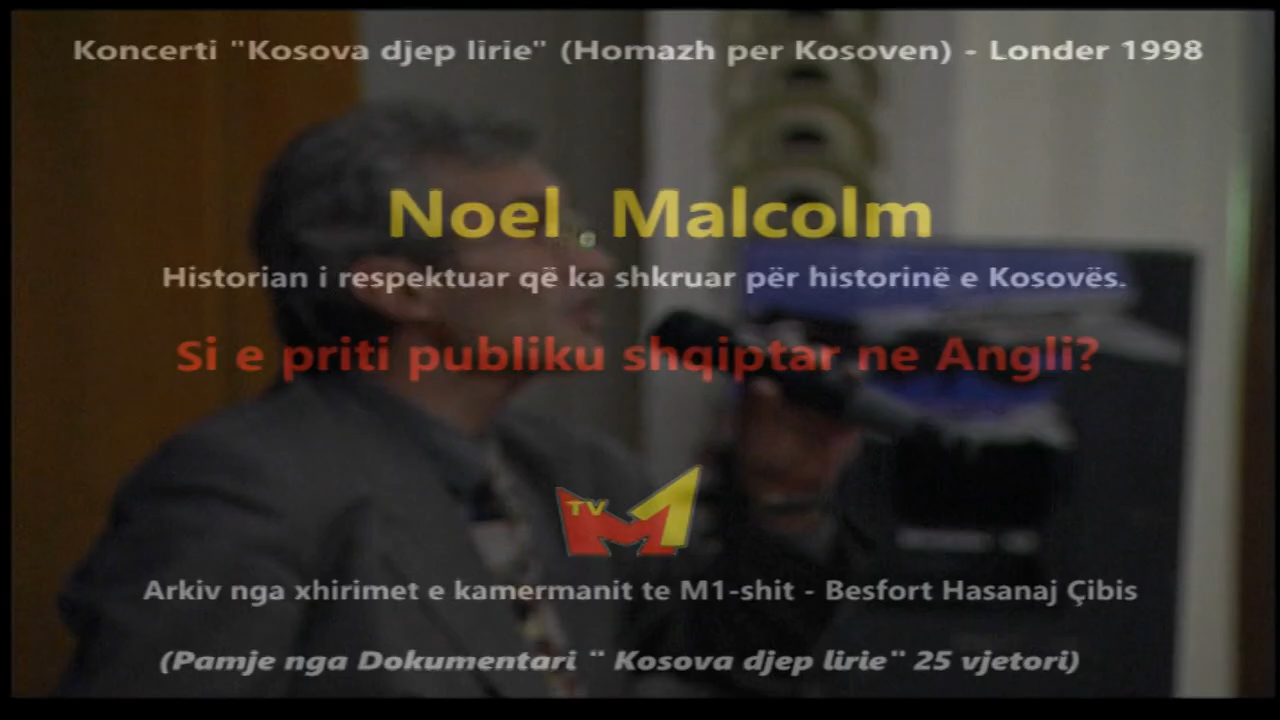 Koncerti "Kosova djep lirie" (Homazh per Kosoven) - Londer 1998
Noel . Malcolm
Historian i respektuar që ka shkruar për historinë e Kosovës.
Si e priti publiku shqiptar ne Angli?
TV M1
Arkiv nga xhirimet e kamermanit te M1-shit - Besfort Hasanaj Çibis
(Pamje nga Dokumentari " Kosova djep lirie" 25 vjetori)